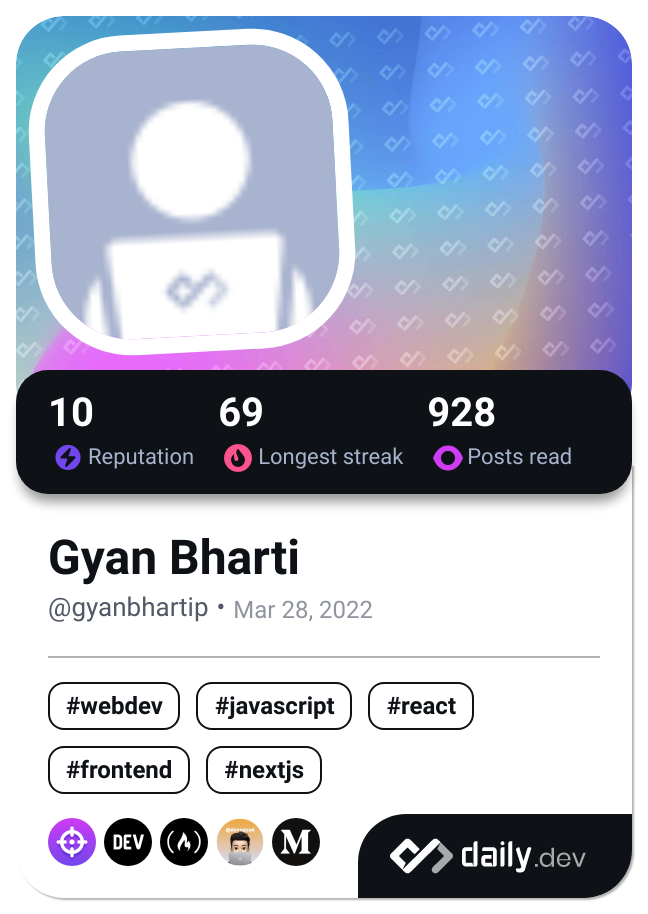 10 69 928
Reputation Longest streak Posts read
Gyan Bharti
@gyanbhartip • Mar 28, 2022
#webdev #javascript #react
#frontend #nextjs
DEV M
daily.dev